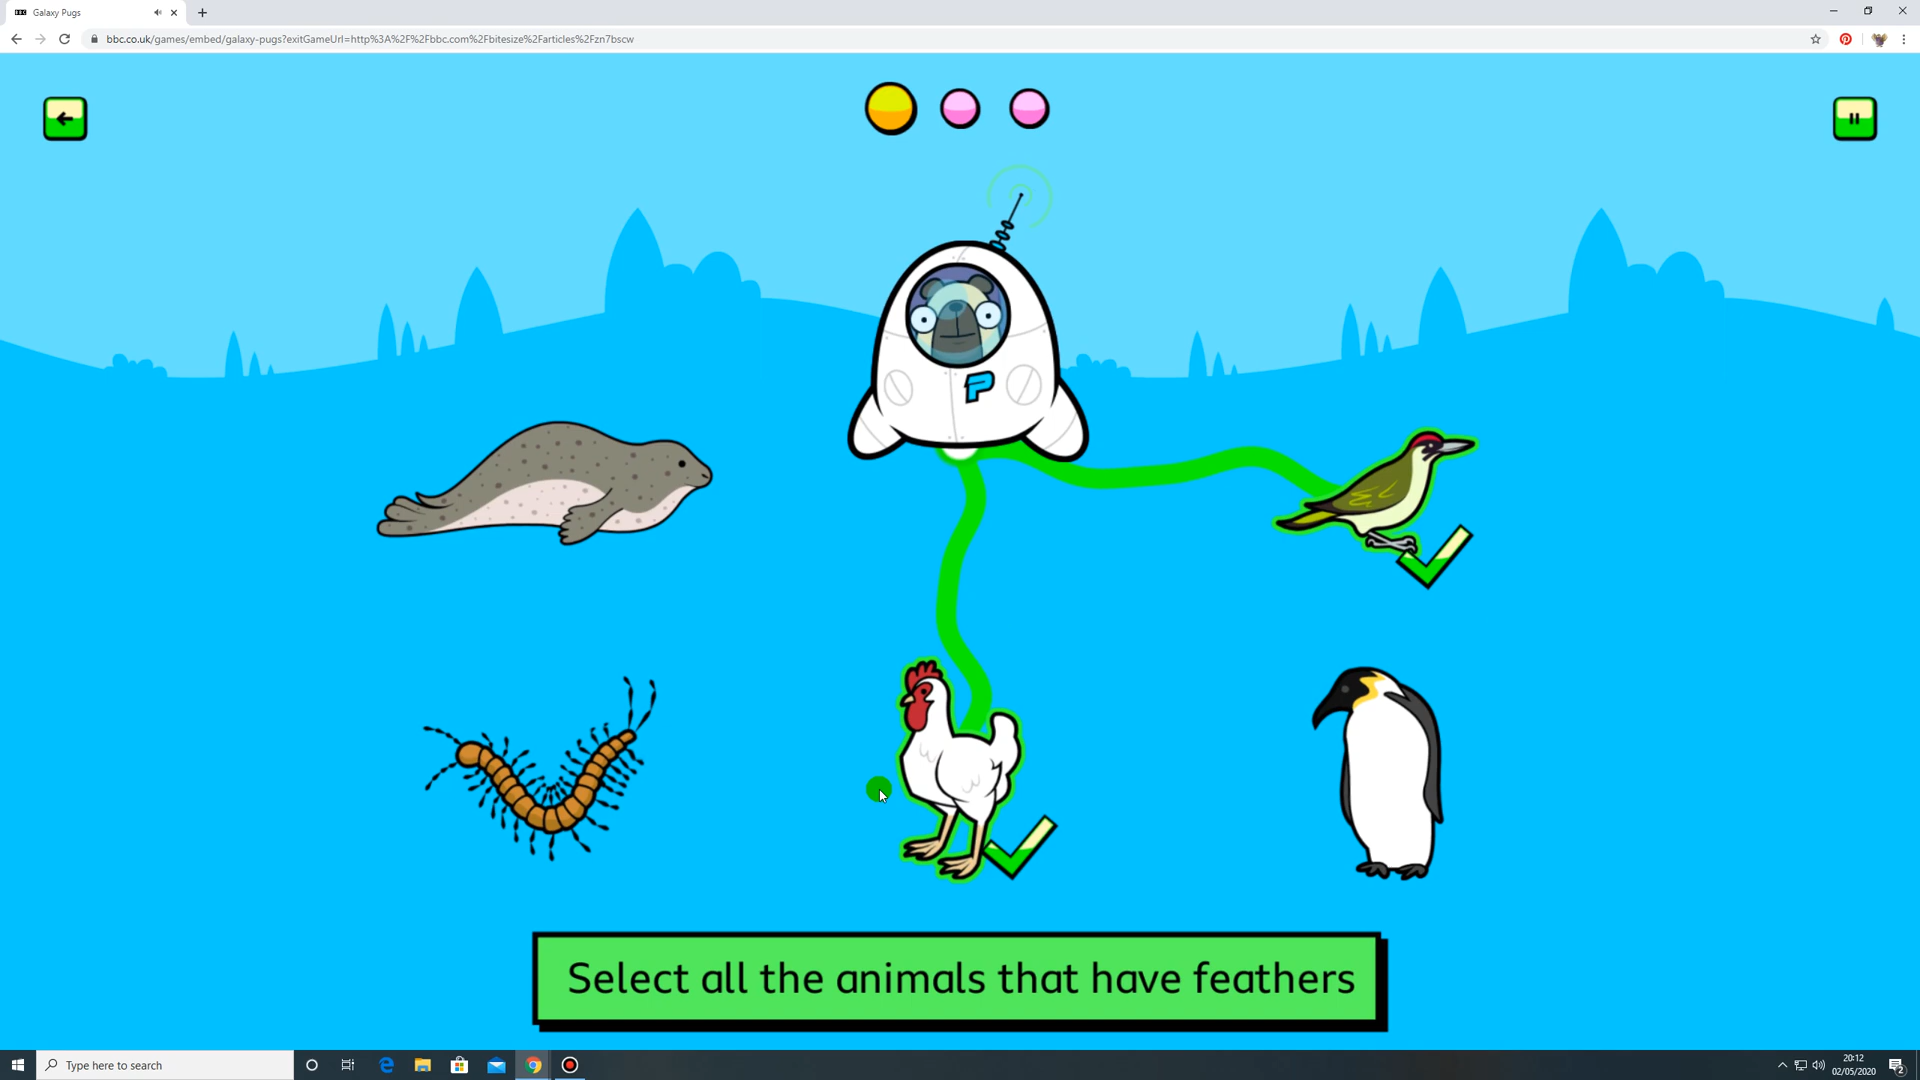 Galaxy Pugs
bbc.co.uk/games/embed/galaxy-pugs?exitGameUrl=http%3A%2F%2Fbbc.com%2Fbitesize%2Farticles%2Fzn7bscw
P
Select all the animals that have feathers
Type here to search
20:12
02/05/2020
2